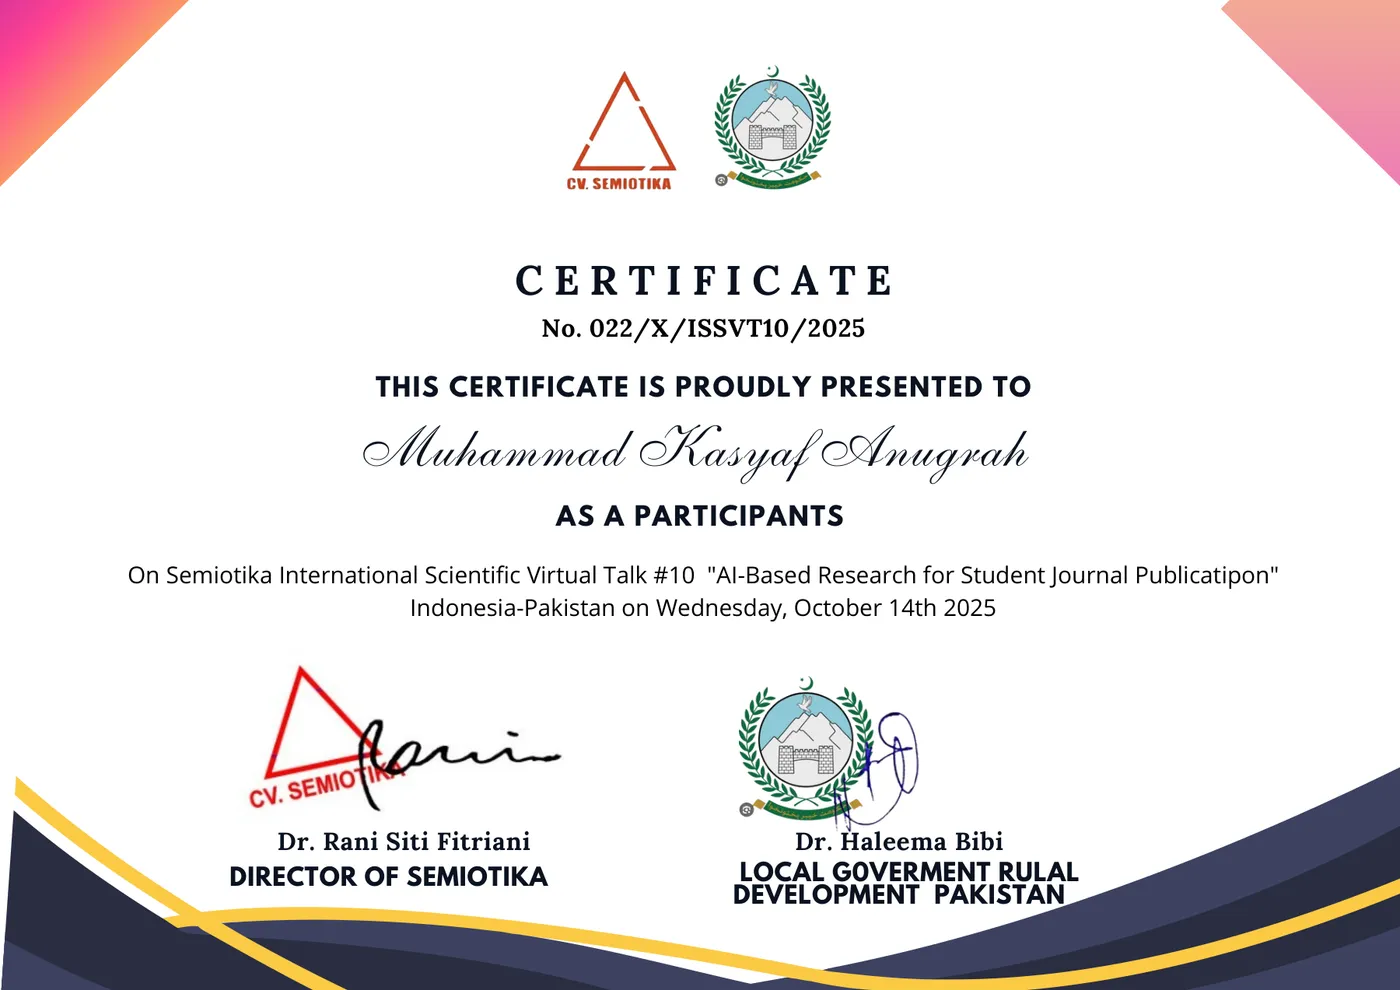 CV. SEMIOTIKA
CERTIFICATE
No. 022/X/ISSVT10/2025
THIS CERTIFICATE IS PROUDLY PRESENTED TO
Muhammad Kasyaf Anugrah
AS A PARTICIPANTS
On Semiotika International Scientific Virtual Talk #10 "AI-Based Research for Student Journal Publicatipon"
Indonesia-Pakistan on Wednesday, October 14th 2025
CV. SEMIOTIKA
Dr. Rani Siti Fitriani
DIRECTOR OF SEMIOTIKA
Dr. Haleema Bibi
LOCAL G0VERMENT RULAL
DEVELOPMENT PAKISTAN